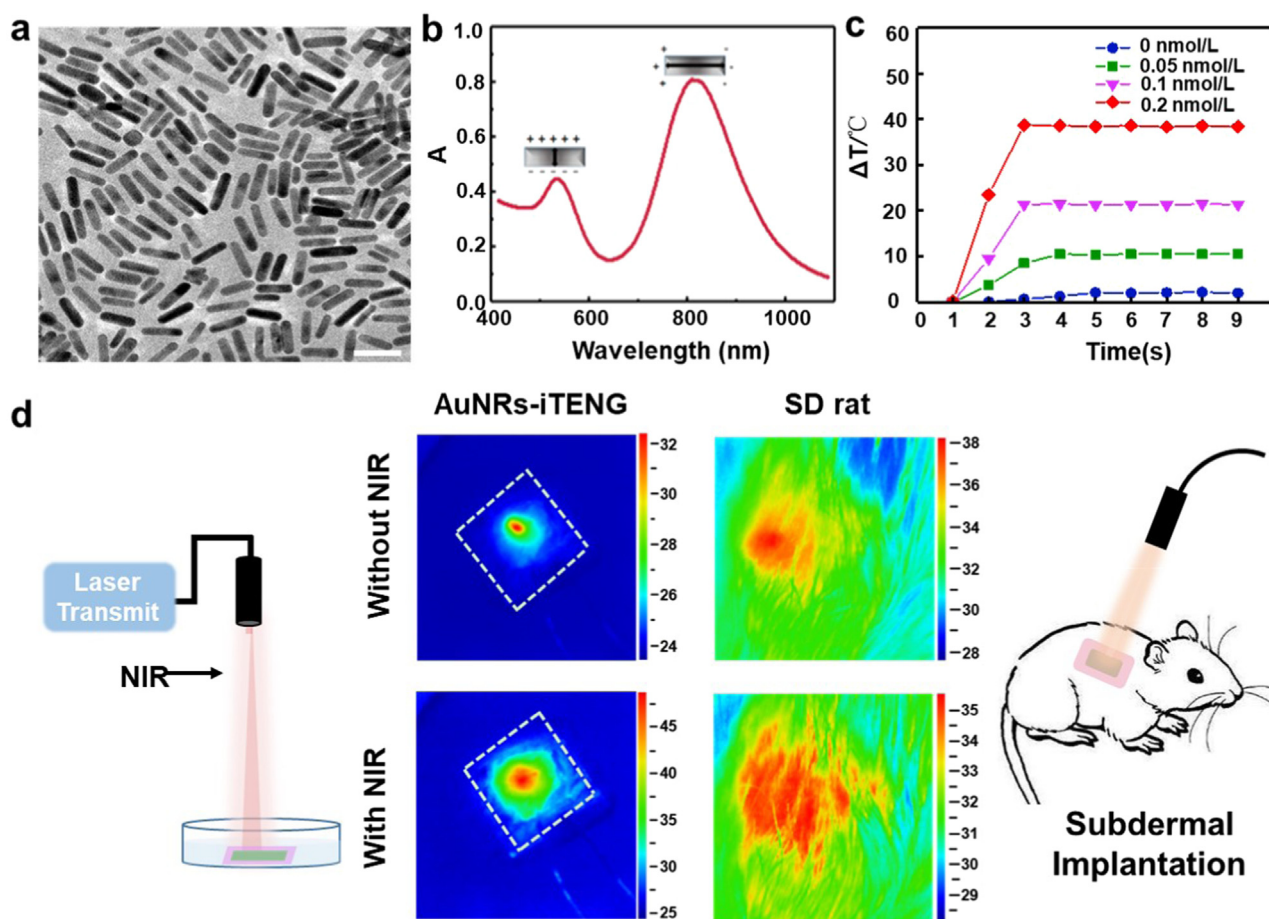 a
b
1.0
0.8
0.6
0.4
0.2
0.0
A
+ + + + +
- - - - -
+ -
+ -
+ -
400 600 800 1000
Wavelength (nm)
c
60
50
40
30
20
10
0
ΔT/℃
0 nmol/L
0.05 nmol/L
0.1 nmol/L
0.2 nmol/L
0 1 2 3 4 5 6 7 8 9
Time(s)
d
Laser
Transmit
NIR
AuNRs-iTENG
SD rat
Without NIR
32
30
28
26
24
38
36
34
33
32
30
28
With NIR
45
40
35
30
25
35
34
33
32
31
30
29
Subdermal
Implantation